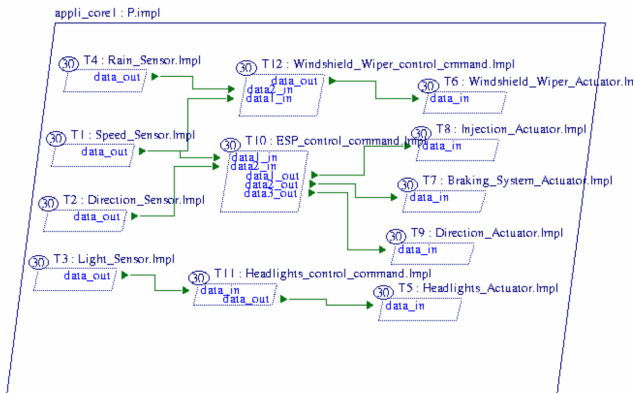 appli_core1 : P.impl
30 T4 : Rain_Sensor.Impl
data_out
30 T12 : Windshield_Wiper_control_cmmand.Impl
data_out
data2_in
data1_in
30 T6 : Windshield_Wiper_Actuator.Im
data_in
30 T1 : Speed_Sensor.Impl
data_out
30 T10 : ESP_control_command.Impl
data1_in
data2_in
data1_out
data2_out
data3_out
30 T8 : Injection_Actuator.Impl
data_in
30 T7 : Braking_System_Actuator.Impl
data_in
30 T2 : Direction_Sensor.Impl
data_out
30 T9 : Direction_Actuator.Impl
data_in
30 T3 : Light_Sensor.Impl
data_out
30 T11 : Headlights_control_command.Impl
data_in
data_out
30 T5 : Headlights_Actuator.Impl
data_in